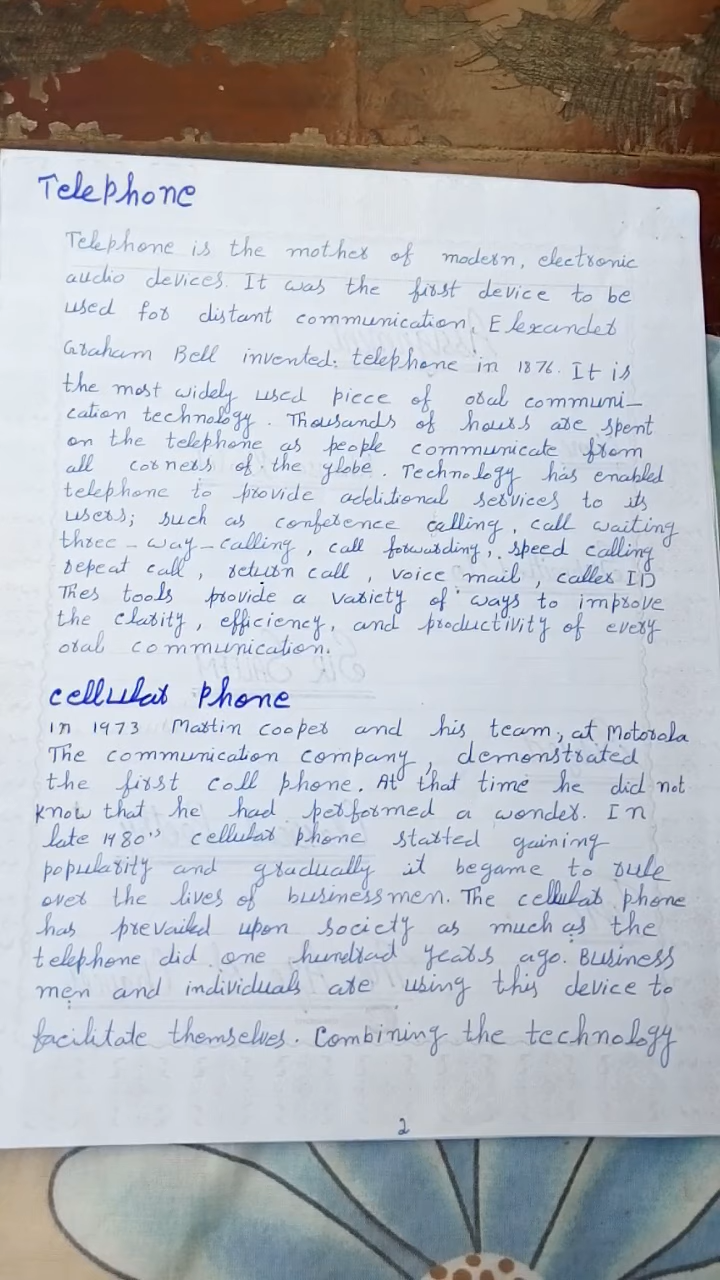 Telephone
Telephone is the mother of modern, electronic
audio devices. It was the first device to be
used for distant communication. Elexander
Graham Bell invented: telephone in 1876. It is
the most widely used piece of oral communi-
cation technology. Thousands of hours are spent
on the telephone as people communicate from
all corners of the globe. Technology has enabled
telephone to provide additional services to its
users; such as conference calling, call waiting
three-way-calling, call forwarding, speed calling
repeat call, return call, voice mail, caller ID
Thes tools provide a variety of ways to improve
the clarity, efficiency, and productivity of every
oral communication.
cellular phone
in 1973 Martin cooper and his team, at Motorola
The communication company, demonstrated
the first coll phone. At that time he did not
know that he had performed a wonder. In
late 1980's cellular phone started gaining
popularity and gradually it begame to rule
over the lives of businessmen. The cellular phone
has prevailed upon society as much as the
telephone did one hundrad years ago. Business
men and individuals are using this device to
facilitate themselves. Combining the technology
2